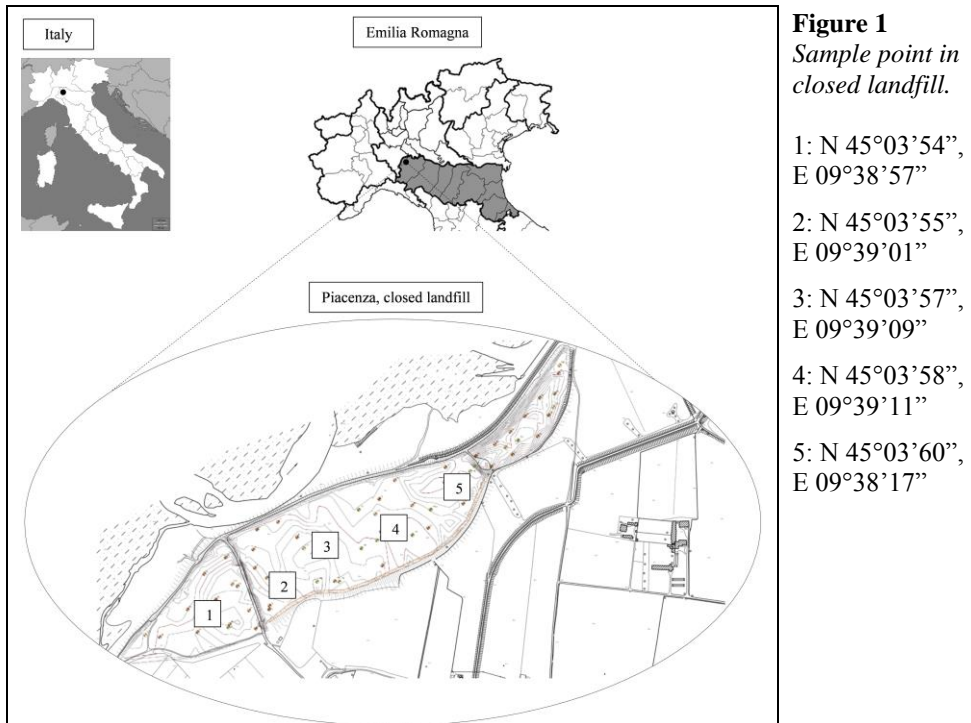 Italy
Emilia Romagna
Piacenza, closed landfill
1
2
3
4
5
Figure 1
Sample point in
closed landfill.
1: N 45°03’54”,
E 09°38’57”
2: N 45°03’55”,
E 09°39’01”
3: N 45°03’57”,
E 09°39’09”
4: N 45°03’58”,
E 09°39’11”
5: N 45°03’60”,
E 09°38’17”